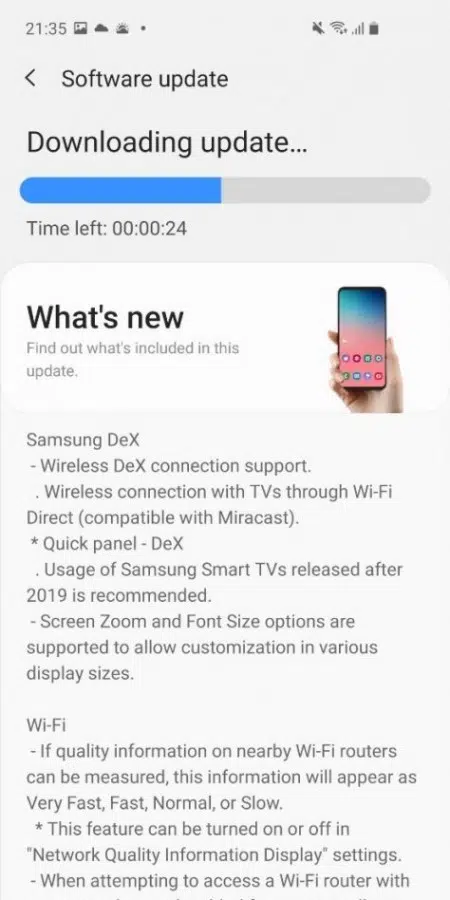 21:35
Software update
Downloading update...
Time left: 00:00:24
What's new
Find out what's included in this
update.
Samsung DeX
- Wireless DeX connection support.
. Wireless connection with TVs through Wi-Fi
Direct (compatible with Miracast).
* Quick panel - DeX
. Usage of Samsung Smart TVs released after
2019 is recommended.
- Screen Zoom and Font Size options are
supported to allow customization in various
display sizes.
Wi-Fi
- If quality information on nearby Wi-Fi routers
can be measured, this information will appear as
Very Fast, Fast, Normal, or Slow.
* This feature can be turned on or off in
"Network Quality Information Display" settings.
- When attempting to access a Wi-Fi router with